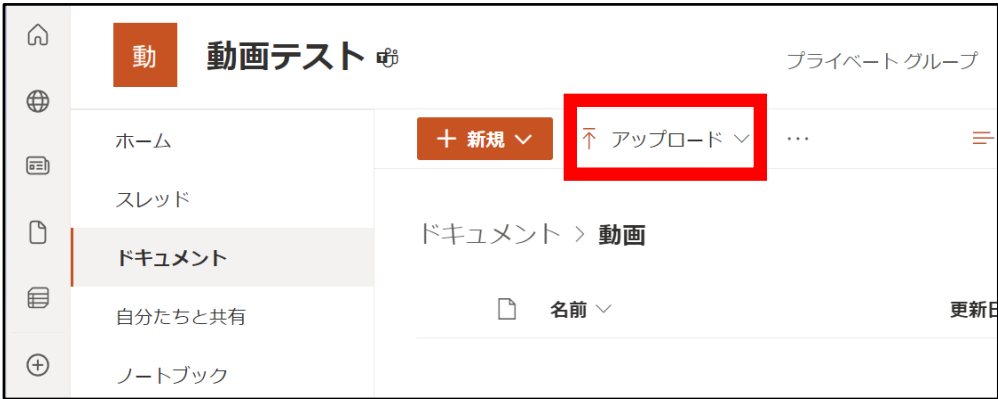 動
動画テスト
プライベート グループ
ホーム
スレッド
ドキュメント
自分たちと共有
ノートブック
+ 新規
アップロード
…
ドキュメント > 動画
名前
更新日